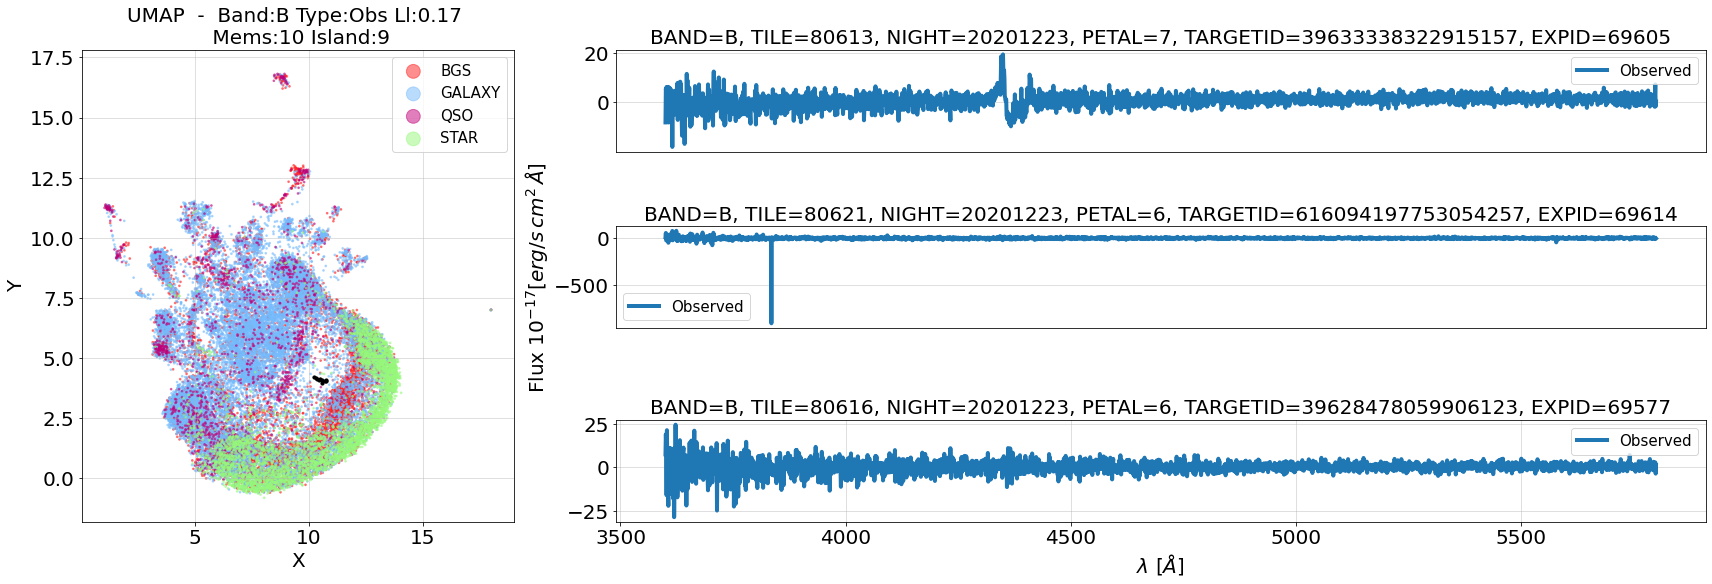 UMAP - Band:B Type:Obs Ll:0.17
Mems:10 Island:9
17.5
15.0
12.5
10.0
7.5
5.0
2.5
0.0
Y
5
10
15
X
BGS
GALAXY
QSO
STAR
Flux 10⁻¹⁷[erg/s cm² Å]
BAND=B, TILE=80613, NIGHT=20201223, PETAL=7, TARGETID=39633338322915157, EXPID=69605
20
0
Observed
BAND=B, TILE=80621, NIGHT=20201223, PETAL=6, TARGETID=616094197753054257, EXPID=69614
0
−500
Observed
BAND=B, TILE=80616, NIGHT=20201223, PETAL=6, TARGETID=39628478059906123, EXPID=69577
25
0
−25
Observed
3500
4000
4500
5000
5500
λ [Å]